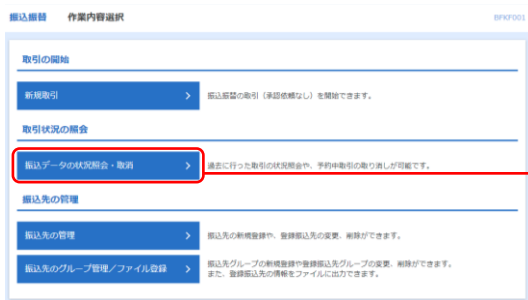 振込振替 作業内容選択 BFKF001
取引の開始
新規取引 振込振替の取引（承認依頼なし）を開始できます。
取引状況の照会
振込データの状況照会・取消 過去に行った取引の状況照会や、予約中取引の取り消しが可能です。
振込先の管理
振込先の管理 振込先の新規登録や、登録振込先の変更、削除ができます。
振込先のグループ管理／ファイル登録 振込先グループの新規登録や登録振込先グループの変更、削除ができます。
また、登録振込先の情報をファイルに出力できます。